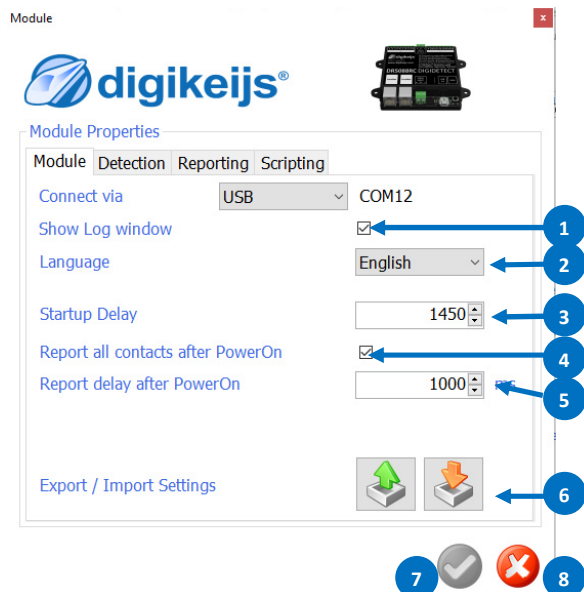 Module
x
digikeijs®
DR5088RC DIGIDETECT
Module Properties
Module Detection Reporting Scripting
Connect via USB COM12
Show Log window 1
Language English 2
Startup Delay 1450 3
Report all contacts after PowerOn 4
Report delay after PowerOn 1000 ms 5
Export / Import Settings 6
7 8